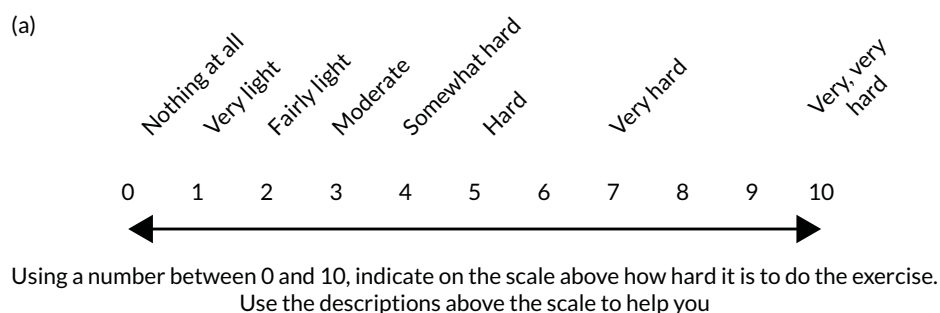 (a)
Nothing at all
Very light
Fairly light
Moderate
Somewhat hard
Hard
Very hard
Very, very
hard
0 1 2 3 4 5 6 7 8 9 10
Using a number between 0 and 10, indicate on the scale above how hard it is to do the exercise.
Use the descriptions above the scale to help you